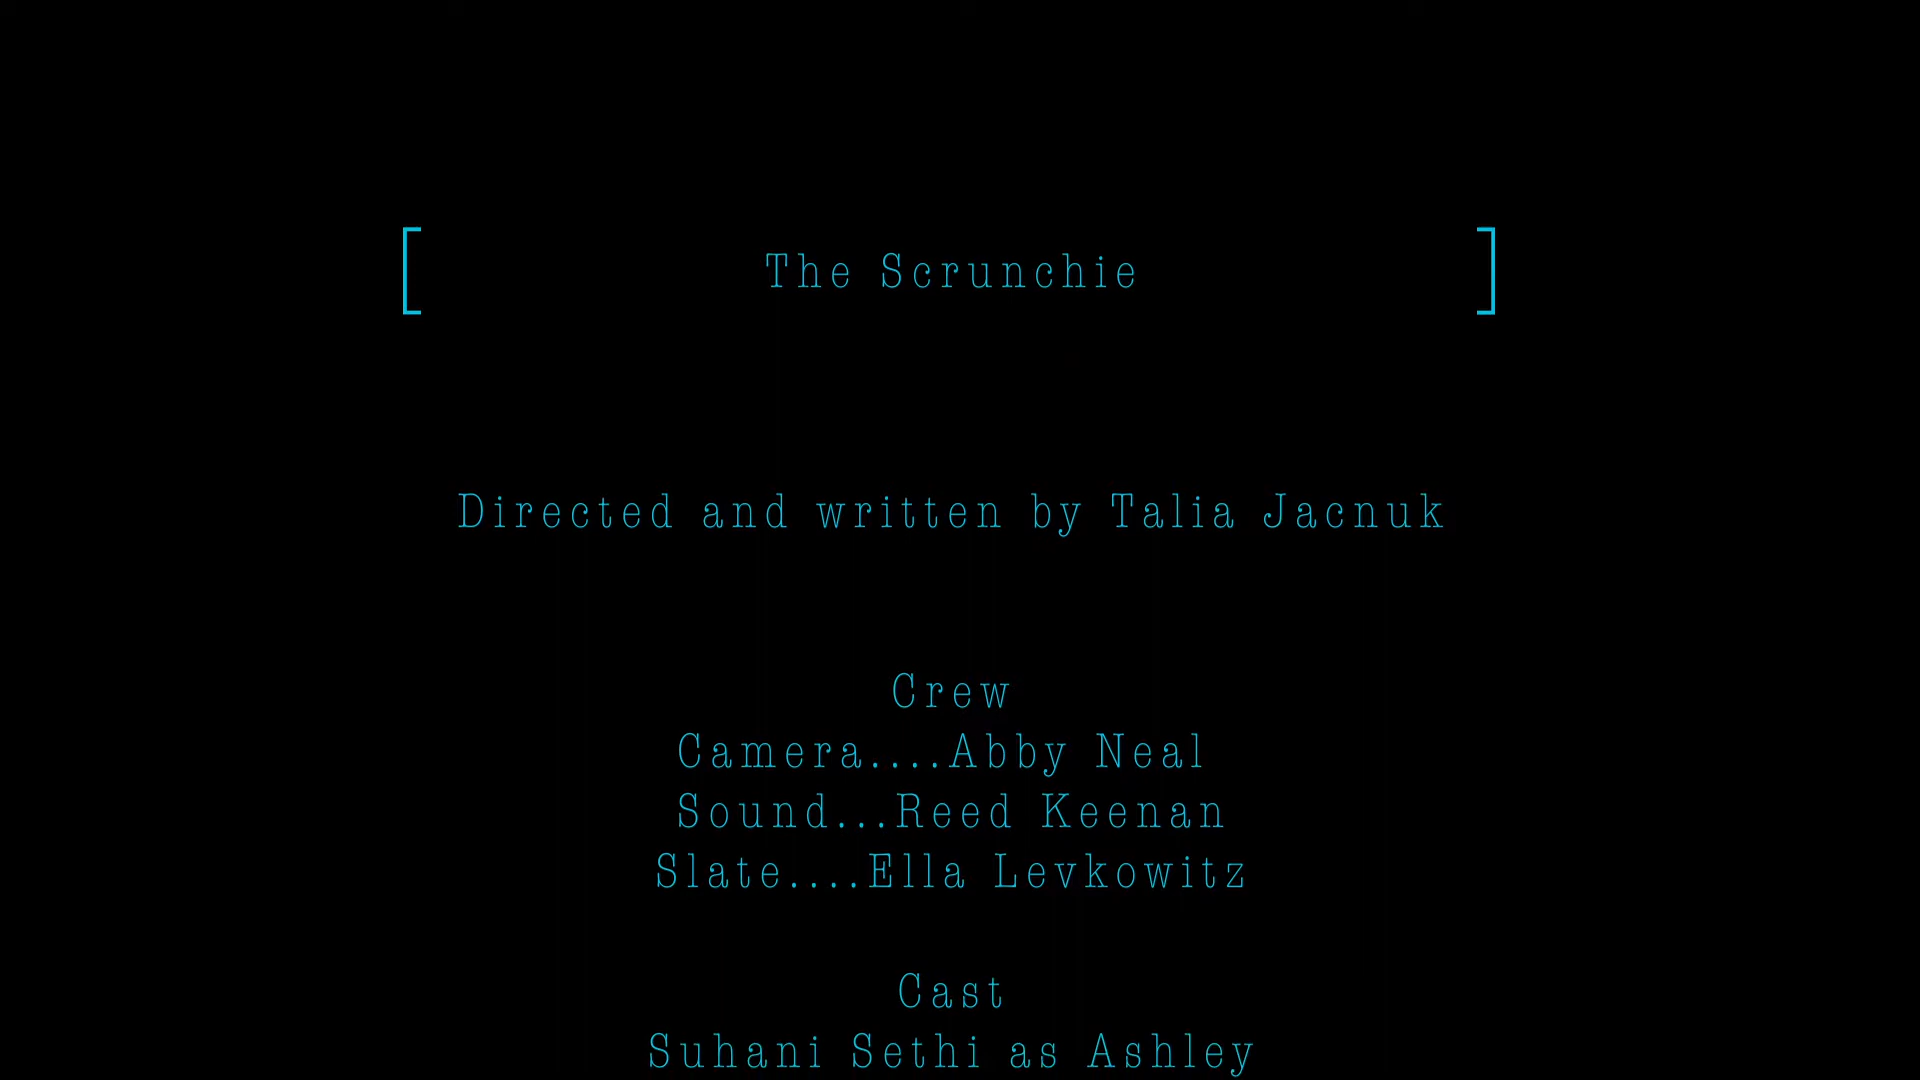 [ The Scrunchie ]
Directed and written by Talia Jacnuk
Crew
Camera....Abby Neal
Sound...Reed Keenan
Slate....Ella Levkowitz
Cast
Suhani Sethi as Ashley